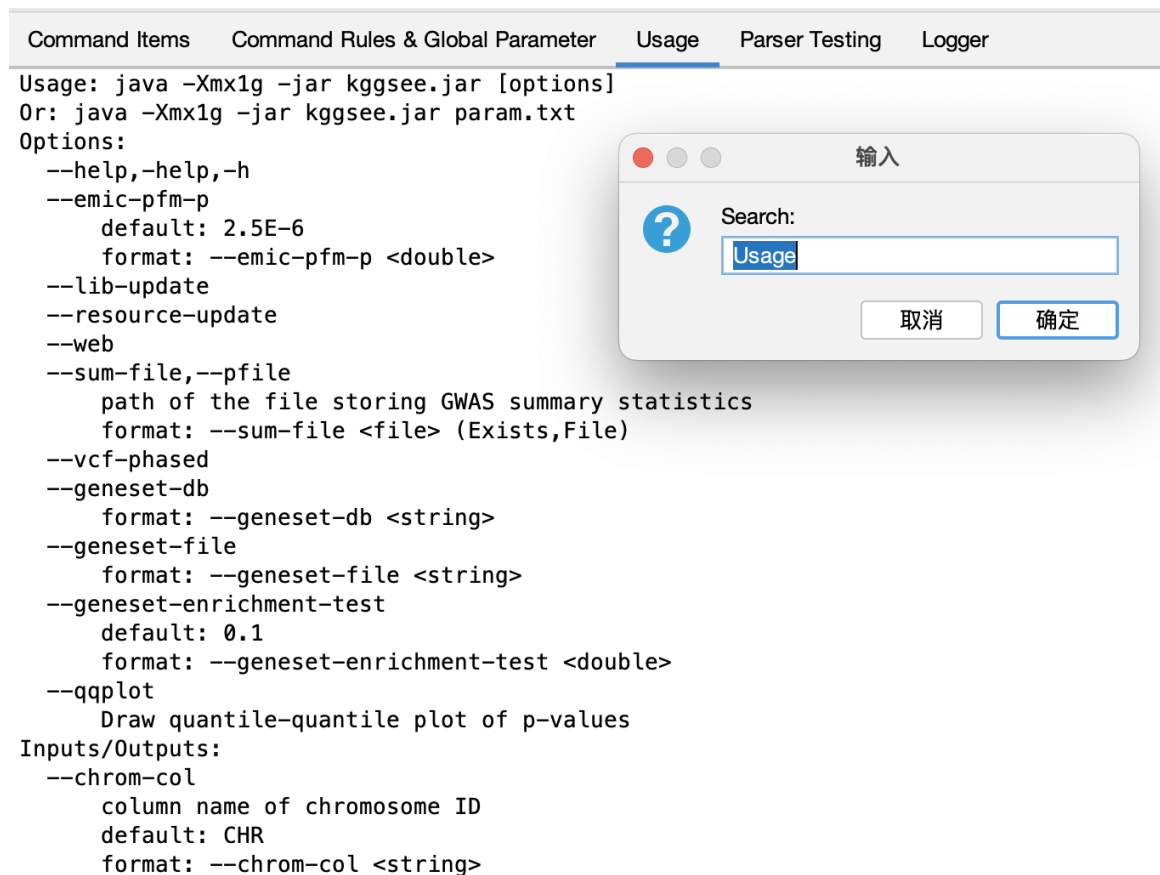 Command Items Command Rules & Global Parameter Usage Parser Testing Logger
Usage: java -Xmx1g -jar kggsee.jar [options]
Or: java -Xmx1g -jar kggsee.jar param.txt
Options:
--help,-help,-h
--emic-pfm-p
default: 2.5E-6
format: --emic-pfm-p <double>
--lib-update
--resource-update
--web
--sum-file,--pfile
path of the file storing GWAS summary statistics
format: --sum-file <file> (Exists,File)
--vcf-phased
--geneset-db
format: --geneset-db <string>
--geneset-file
format: --geneset-file <string>
--geneset-enrichment-test
default: 0.1
format: --geneset-enrichment-test <double>
--qqplot
Draw quantile-quantile plot of p-values
Inputs/Outputs:
--chrom-col
column name of chromosome ID
default: CHR
format: --chrom-col <string>
输入
?
Search:
Usage
取消 确定